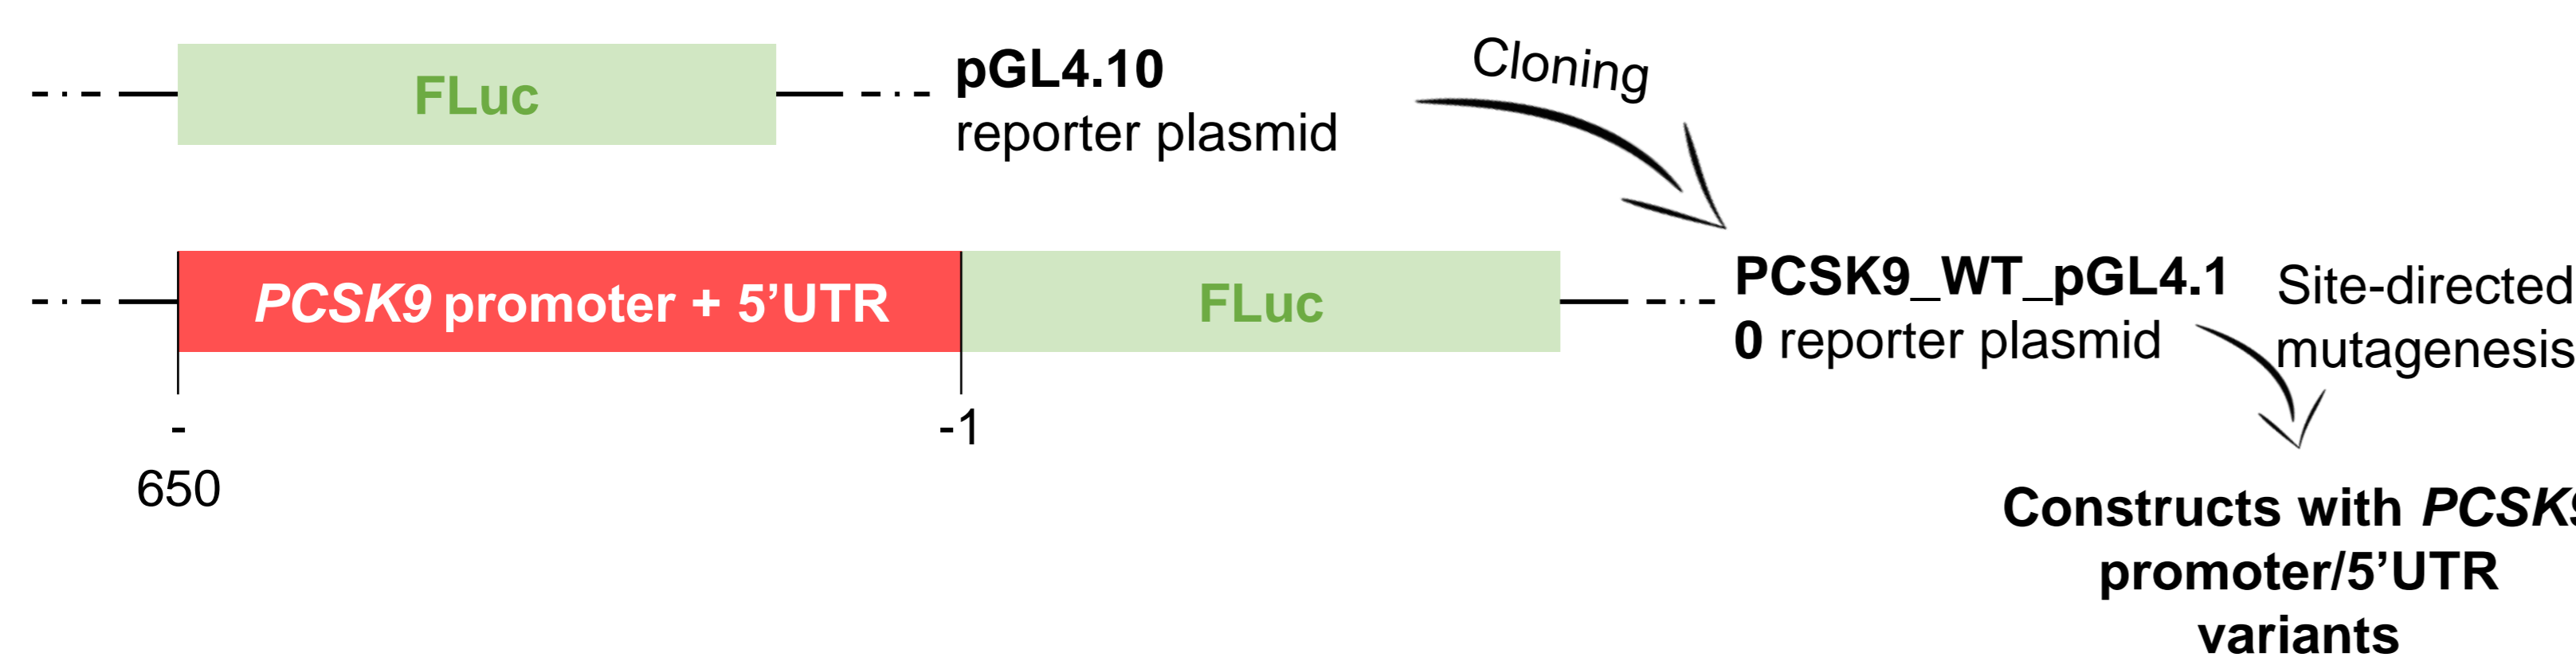 FLuc
pGL4.10
reporter plasmid
Cloning
PCSK9 promoter + 5’UTR
FLuc
PCSK9_WT_pGL4.1
0 reporter plasmid
Site-directed
mutagenesis
-
650
-1
Constructs with PCSK9
promoter/5’UTR
variants